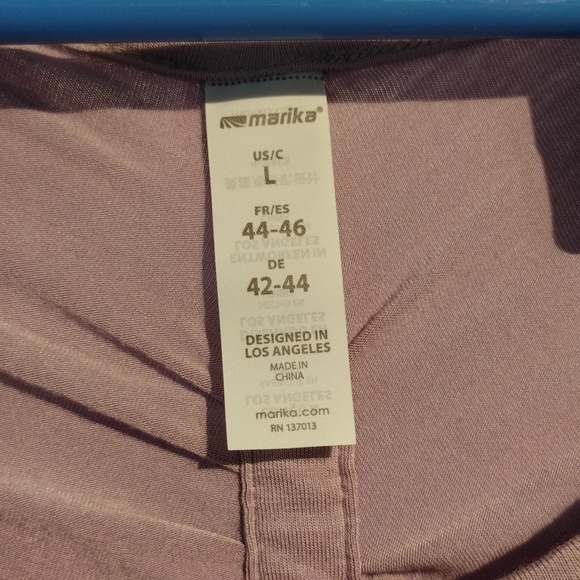 marika®
US/C
L
FR/ES
44-46
DE
42-44
DESIGNED IN
LOS ANGELES
MADE IN
CHINA
marika.com
RN 137013